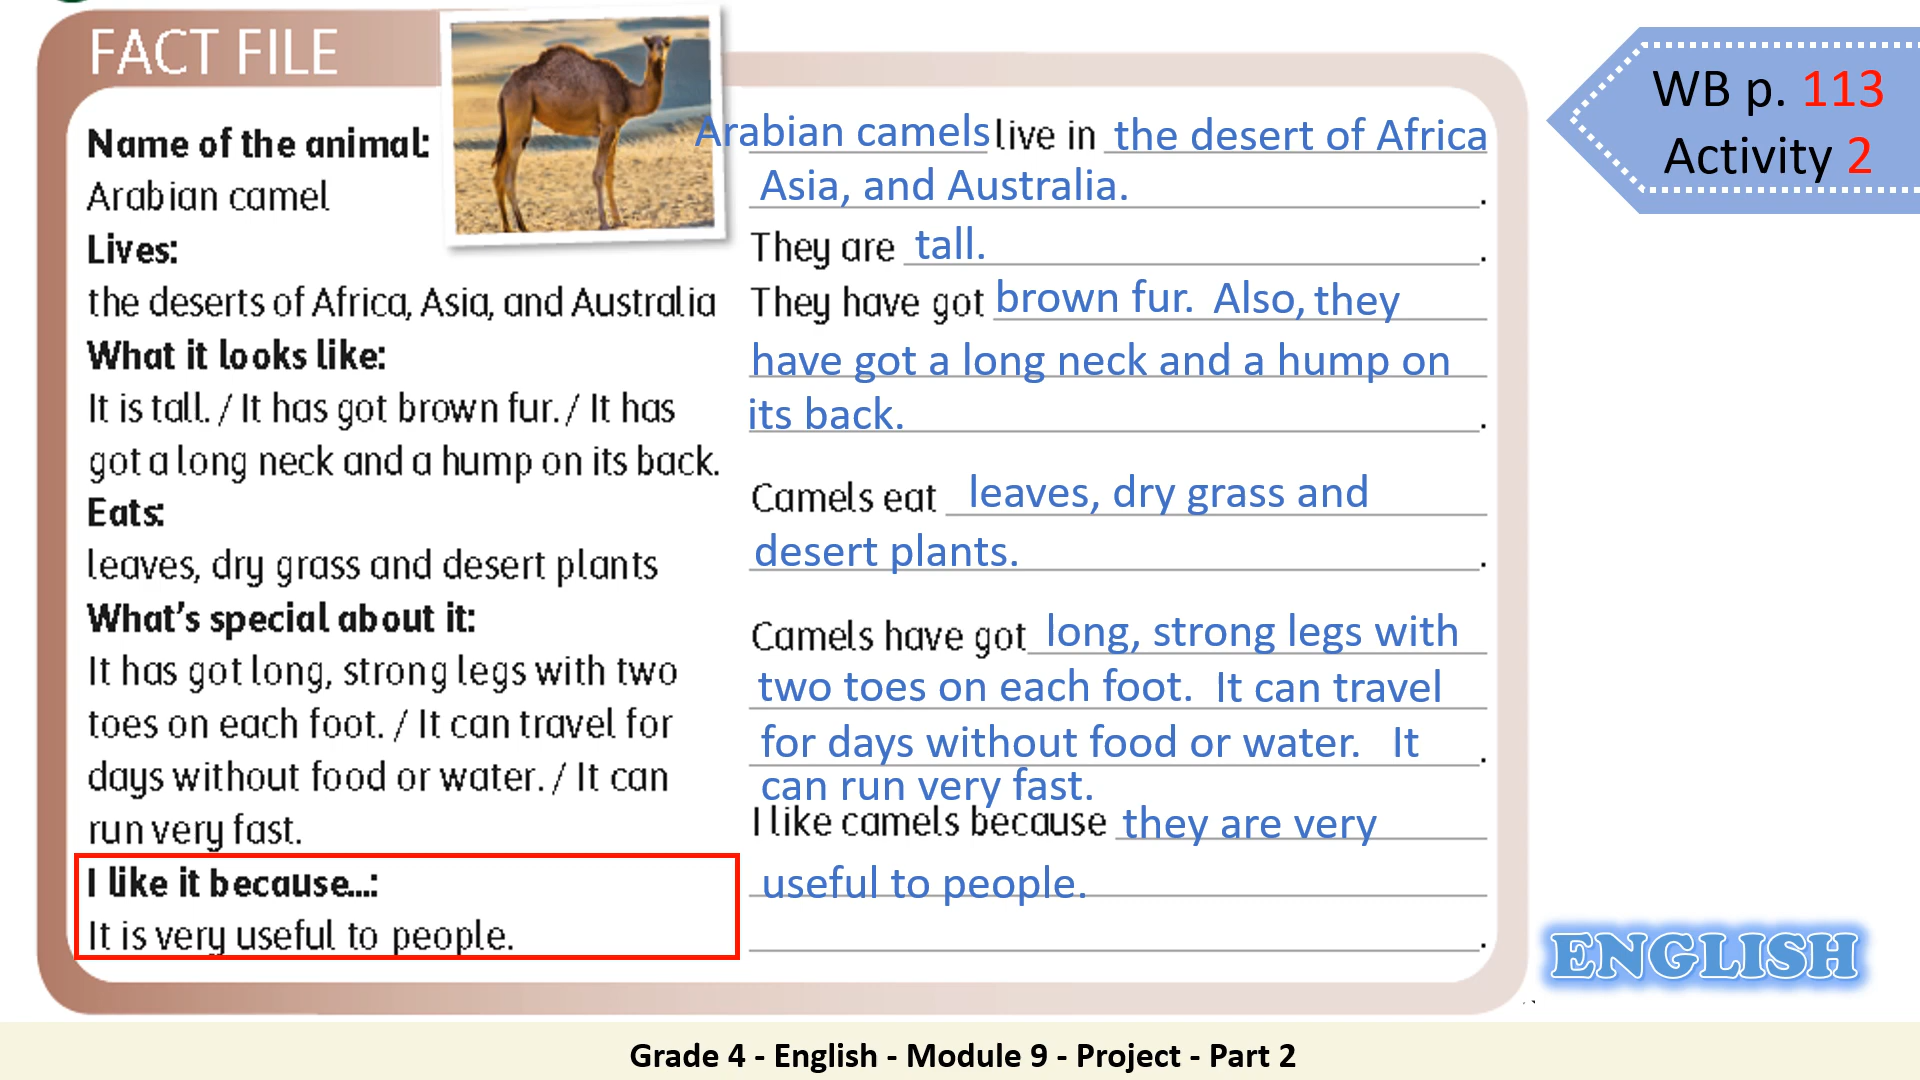 FACT FILE
Name of the animal:
Arabian camel
Lives:
the deserts of Africa, Asia, and Australia
What it looks like:
It is tall. / It has got brown fur. / It has
got a long neck and a hump on its back.
Eats:
leaves, dry grass and desert plants
What's special about it:
It has got long, strong legs with two
toes on each foot. / It can travel for
days without food or water. / It can
run very fast.
I like it because...:
It is very useful to people.
Arabian camels live in the desert of Africa
Asia, and Australia. .
They are tall. .
They have got brown fur. Also, they
have got a long neck and a hump on
its back. .
Camels eat leaves, dry grass and
desert plants. .
Camels have got long, strong legs with
two toes on each foot. It can travel
for days without food or water. It .
can run very fast.
I like camels because they are very
useful to people.
.
WB p. 113
Activity 2
ENGLISH
Grade 4 - English - Module 9 - Project - Part 2